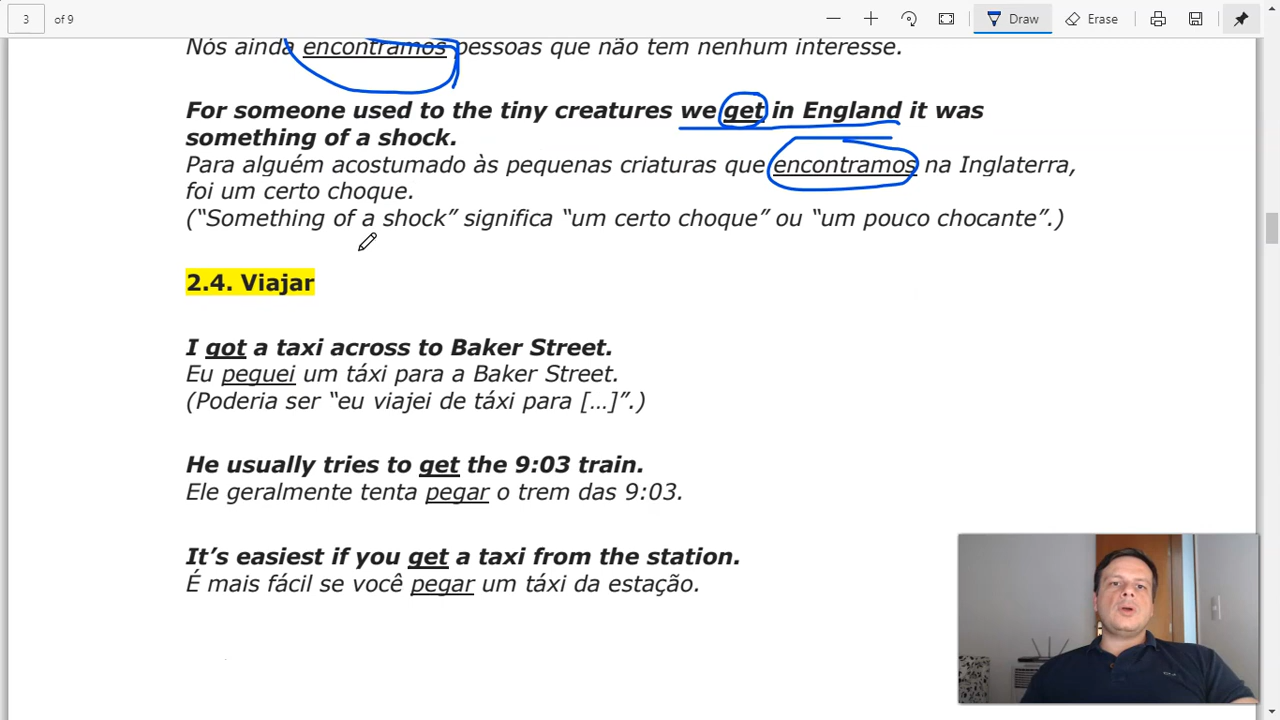 3 of 9 Draw Erase
Nós ainda encontramos pessoas que não tem nenhum interesse.
For someone used to the tiny creatures we get in England it was
something of a shock.
Para alguém acostumado às pequenas criaturas que encontramos na Inglaterra,
foi um certo choque.
(“Something of a shock” significa “um certo choque” ou “um pouco chocante”.)
2.4. Viajar
I got a taxi across to Baker Street.
Eu peguei um táxi para a Baker Street.
(Poderia ser “eu viajei de táxi para [...]”.)
He usually tries to get the 9:03 train.
Ele geralmente tenta pegar o trem das 9:03.
It’s easiest if you get a taxi from the station.
É mais fácil se você pegar um táxi da estação.